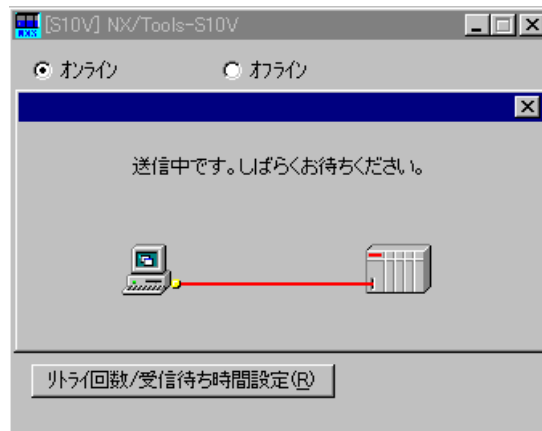 [S10V] NX/Tools-S10V
オンライン オフライン
送信中です。しばらくお待ちください。
リトライ回数/受信待ち時間設定(R)